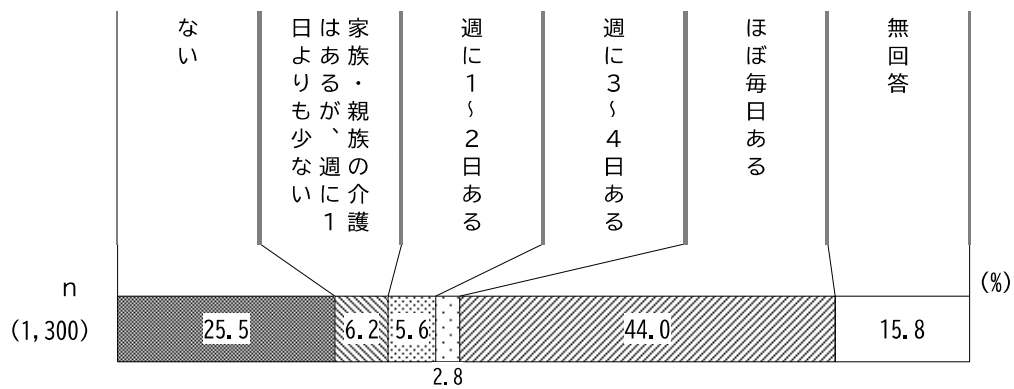 ない
家族・親族の介護
はあるが、週に1
日よりも少ない
週に1~2日ある
週に3~4日ある
ほぼ毎日ある
無回答
n
(%)
(1,300)
25.5
6.2
5.6
44.0
15.8
2.8